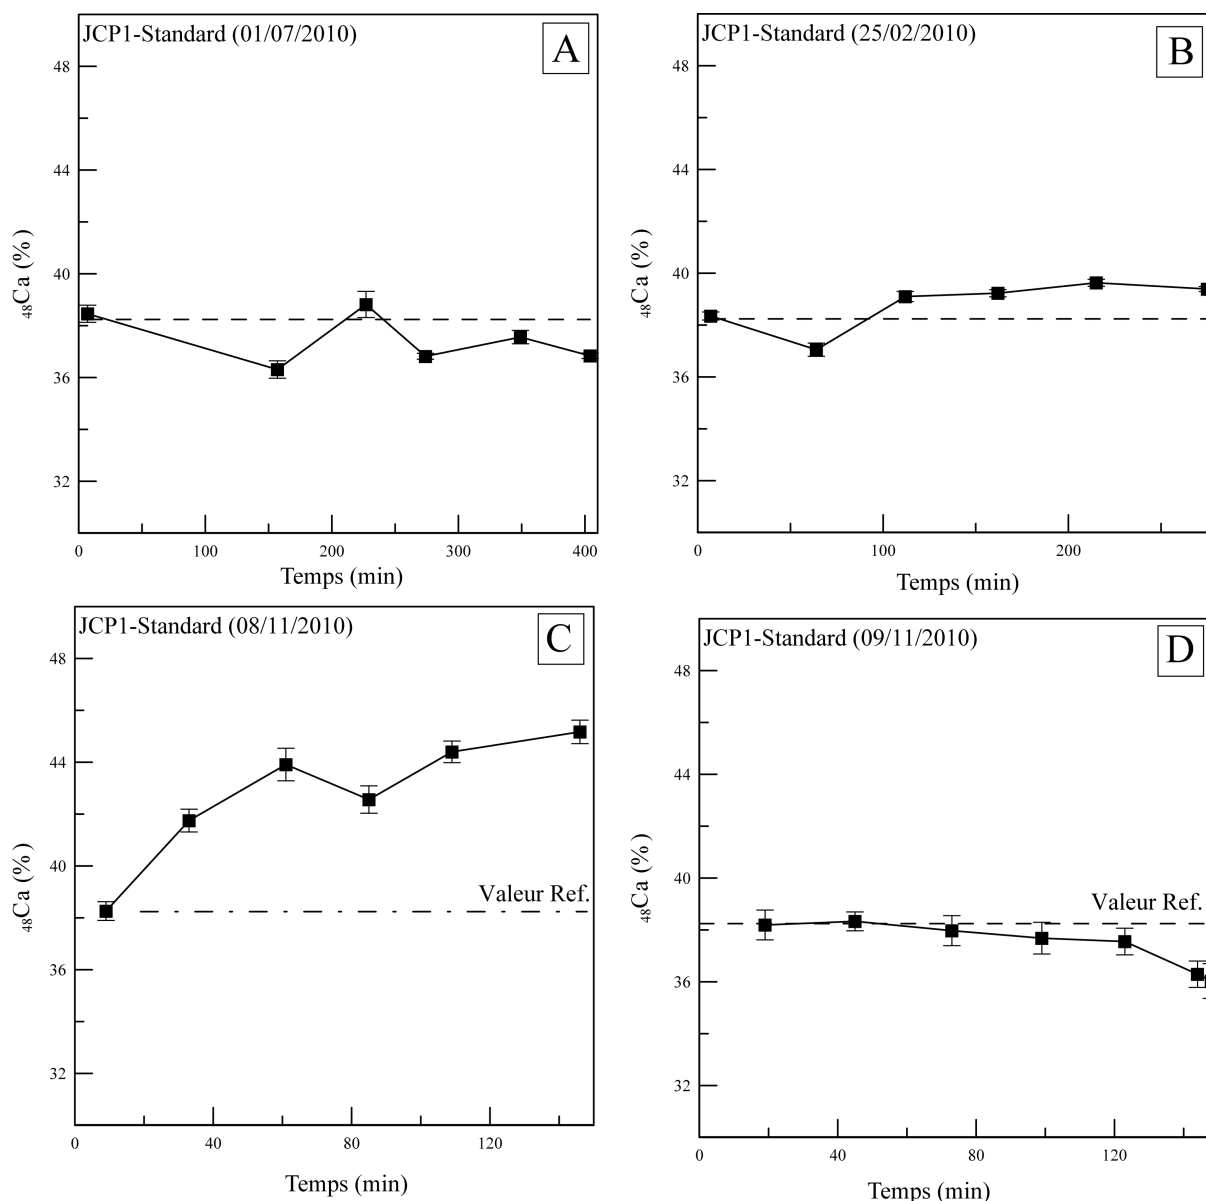 JCP1-Standard (01/07/2010)
A
48
44
40
36
32
48Ca (%)
0 100 200 300 400
Temps (min)
JCP1-Standard (25/02/2010)
B
48
44
40
36
32
48Ca (%)
0 100 200
Temps (min)
JCP1-Standard (08/11/2010)
C
48
44
40
36
32
48Ca (%)
Valeur Ref.
0 40 80 120
Temps (min)
JCP1-Standard (09/11/2010)
D
48
44
40
36
32
48Ca (%)
Valeur Ref.
0 40 80 120
Temps (min)